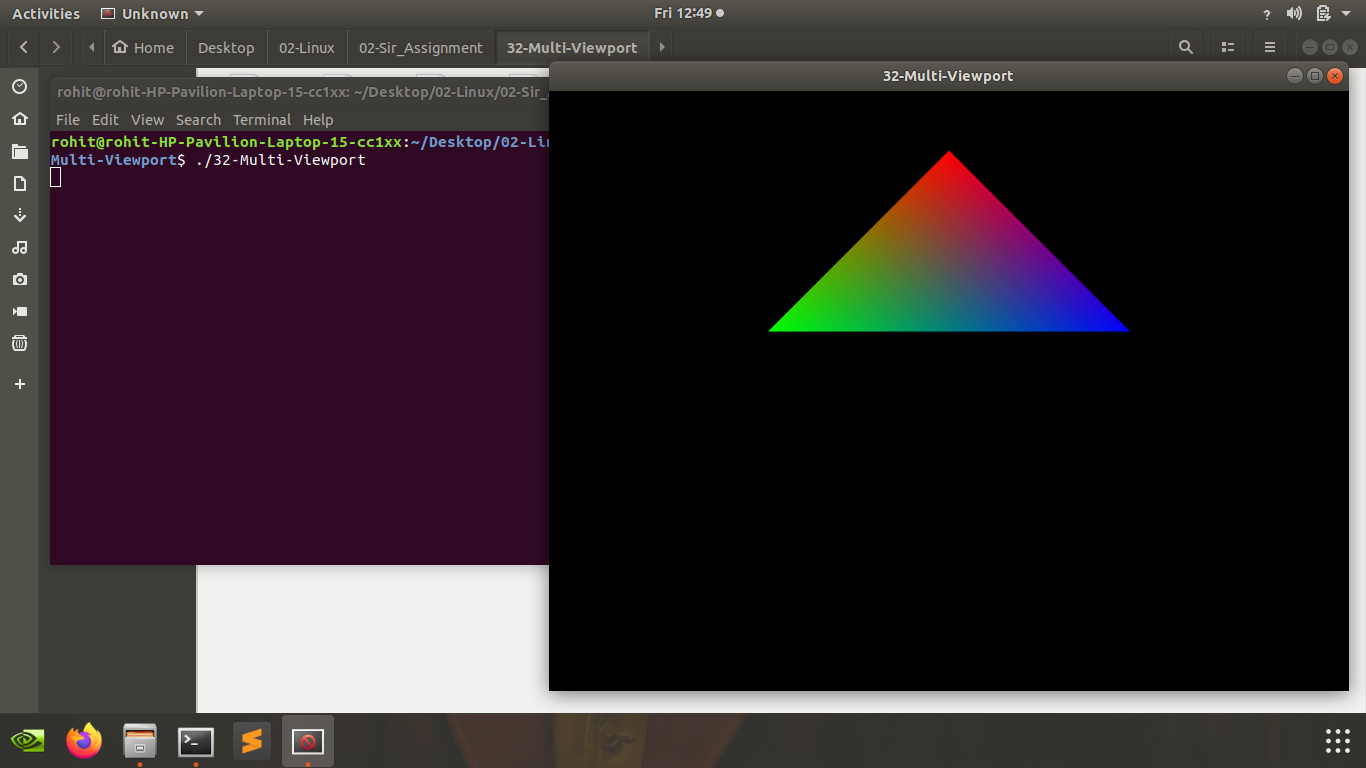 Activities Unknown Fri 12:49
Home Desktop 02-Linux 02-Sir_Assignment 32-Multi-Viewport
32-Multi-Viewport
rohit@rohit-HP-Pavilion-Laptop-15-cc1xx: ~/Desktop/02-Linux/02-Sir_
File Edit View Search Terminal Help
rohit@rohit-HP-Pavilion-Laptop-15-cc1xx:~/Desktop/02-Lin
Multi-Viewport$ ./32-Multi-Viewport